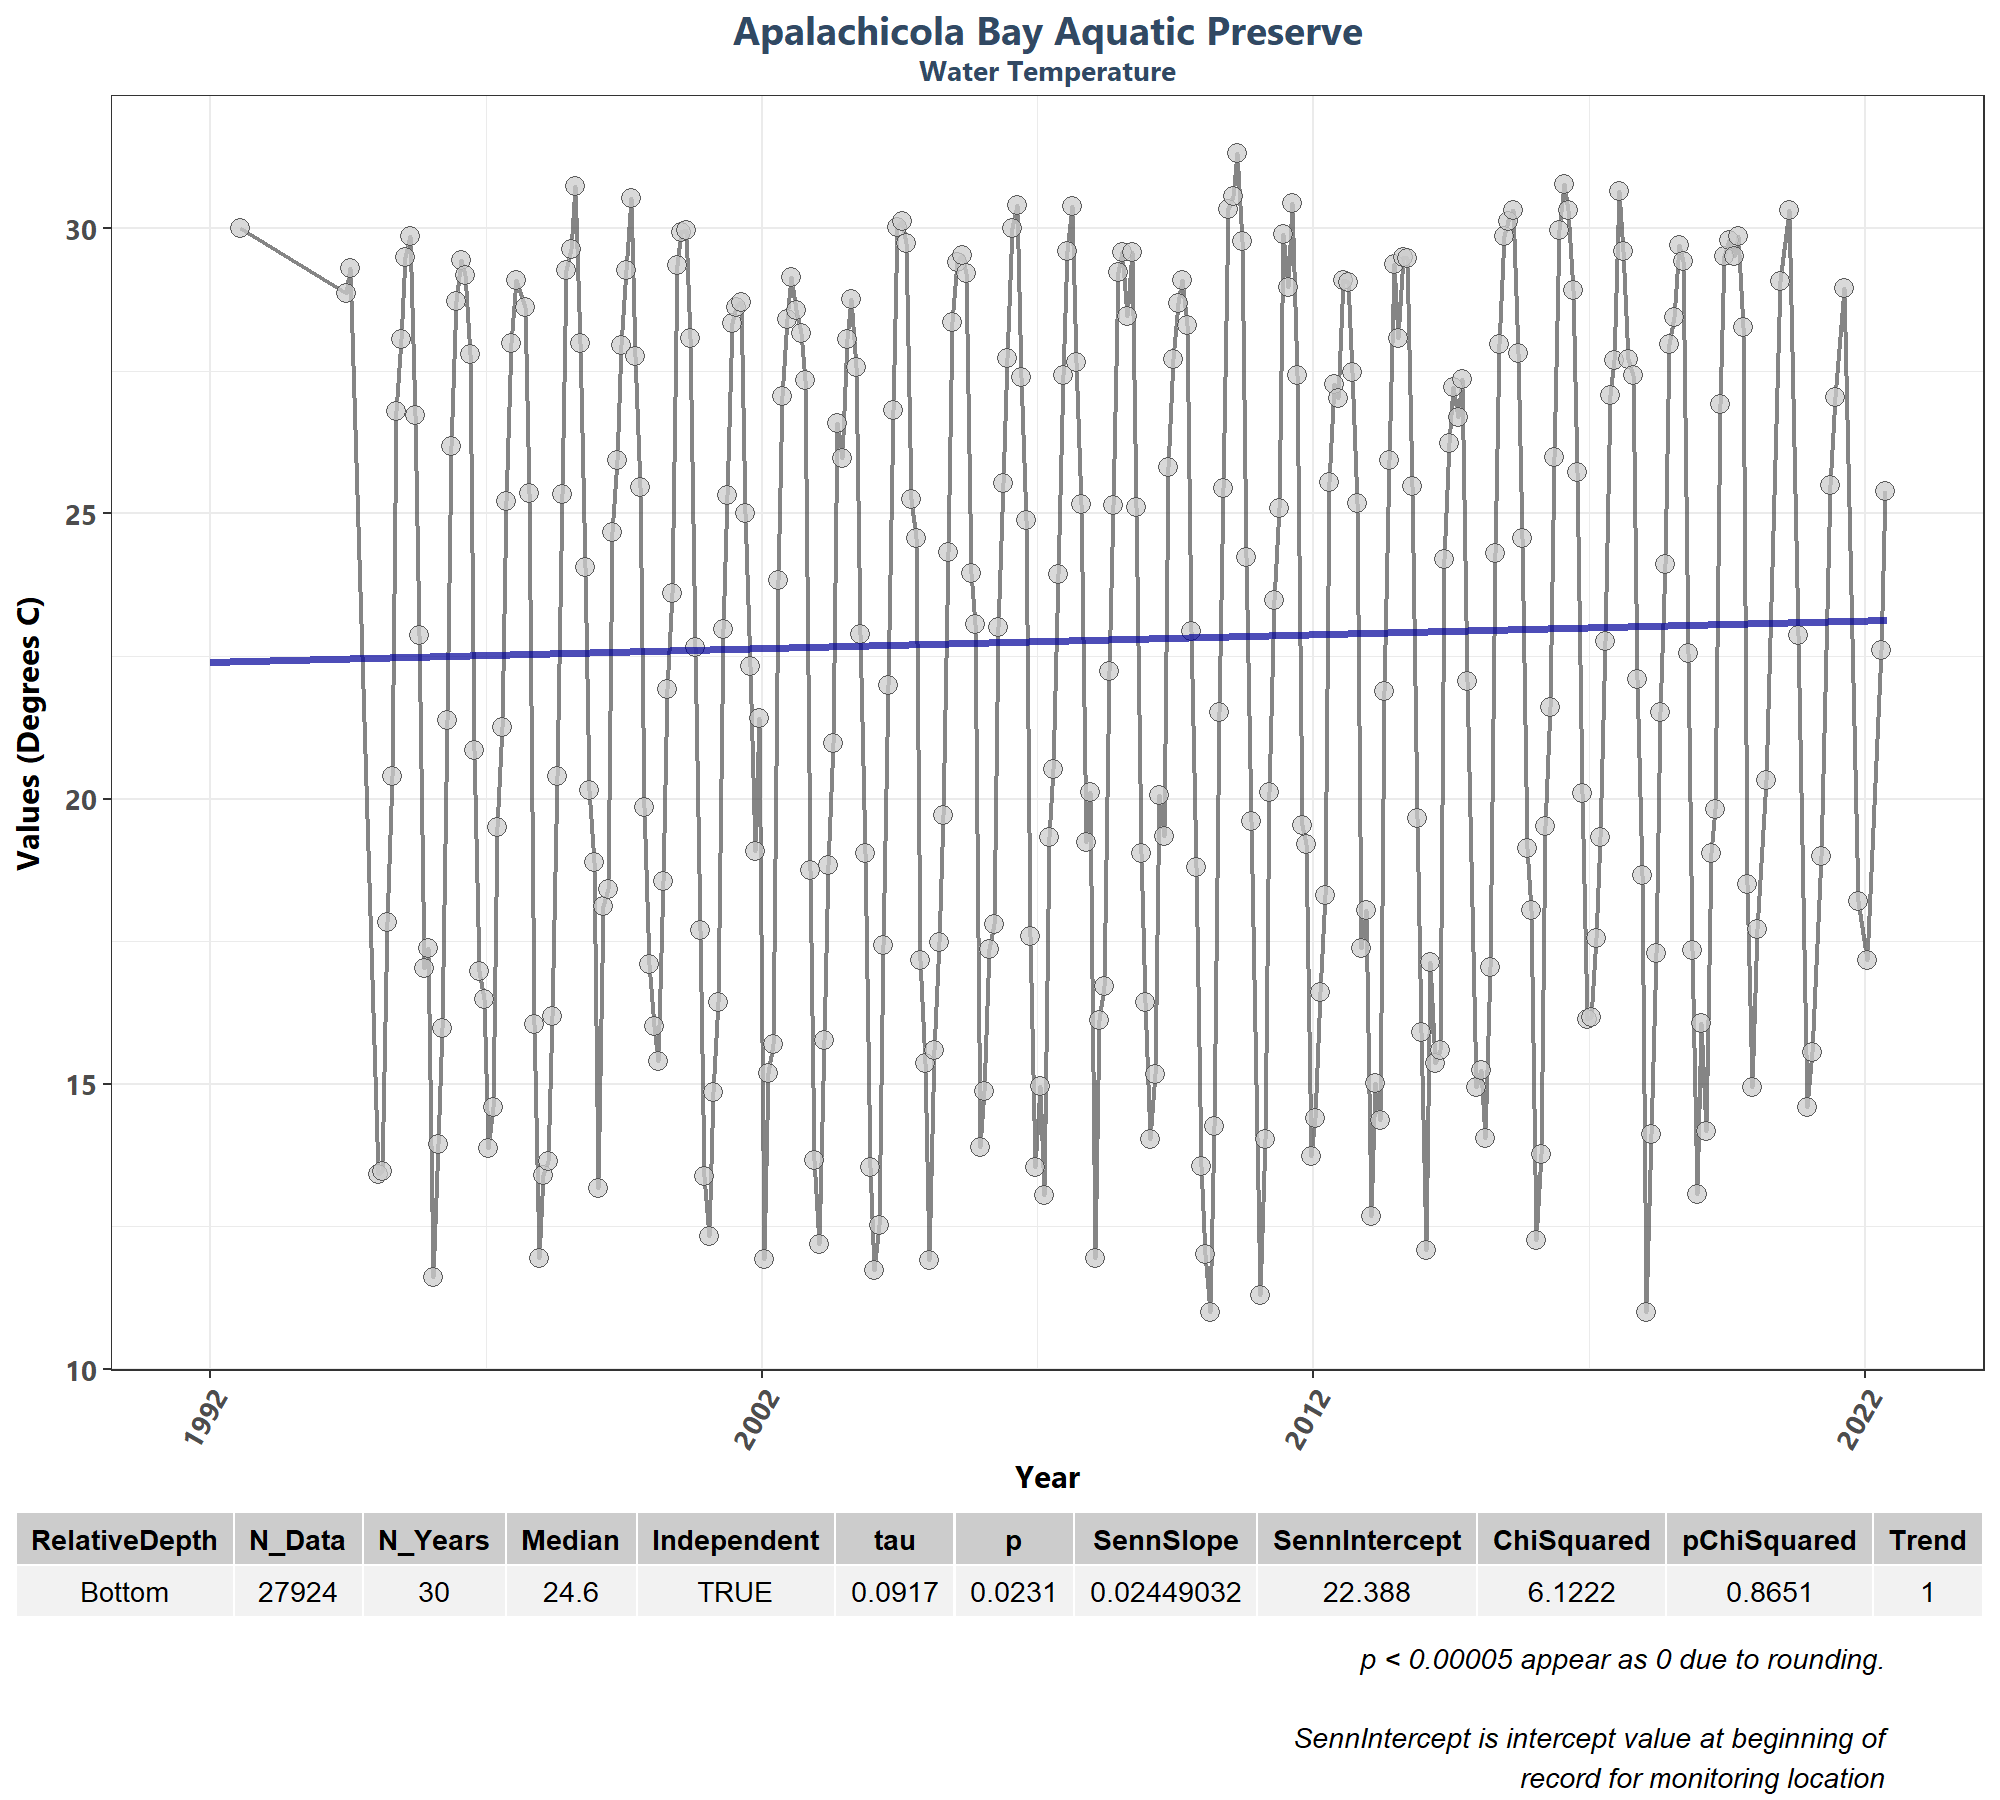 Apalachicola Bay Aquatic Preserve
Water Temperature
Values (Degrees C)
30
25
20
15
10
1992 2002 2012 2022
Year
RelativeDepth N_Data N_Years Median Independent tau p SennSlope SennIntercept ChiSquared pChiSquared Trend
Bottom 27924 30 24.6 TRUE 0.0917 0.0231 0.02449032 22.388 6.1222 0.8651 1
p < 0.00005 appear as 0 due to rounding.
SennIntercept is intercept value at beginning of
record for monitoring location